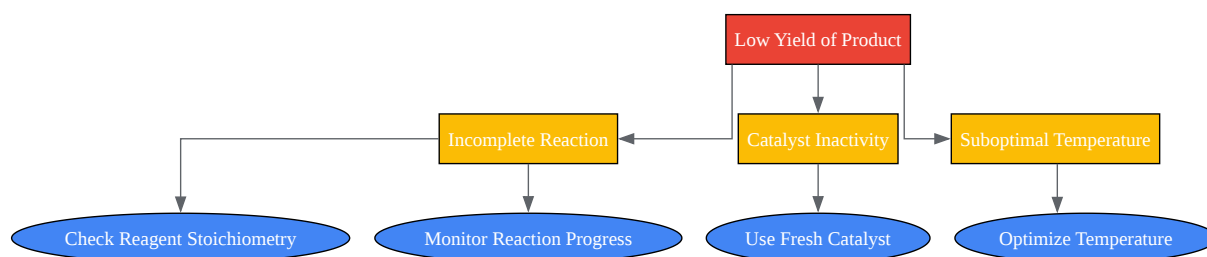 Low Yield of Product
Incomplete Reaction
Catalyst Inactivity
Suboptimal Temperature
Check Reagent Stoichiometry
Monitor Reaction Progress
Use Fresh Catalyst
Optimize Temperature